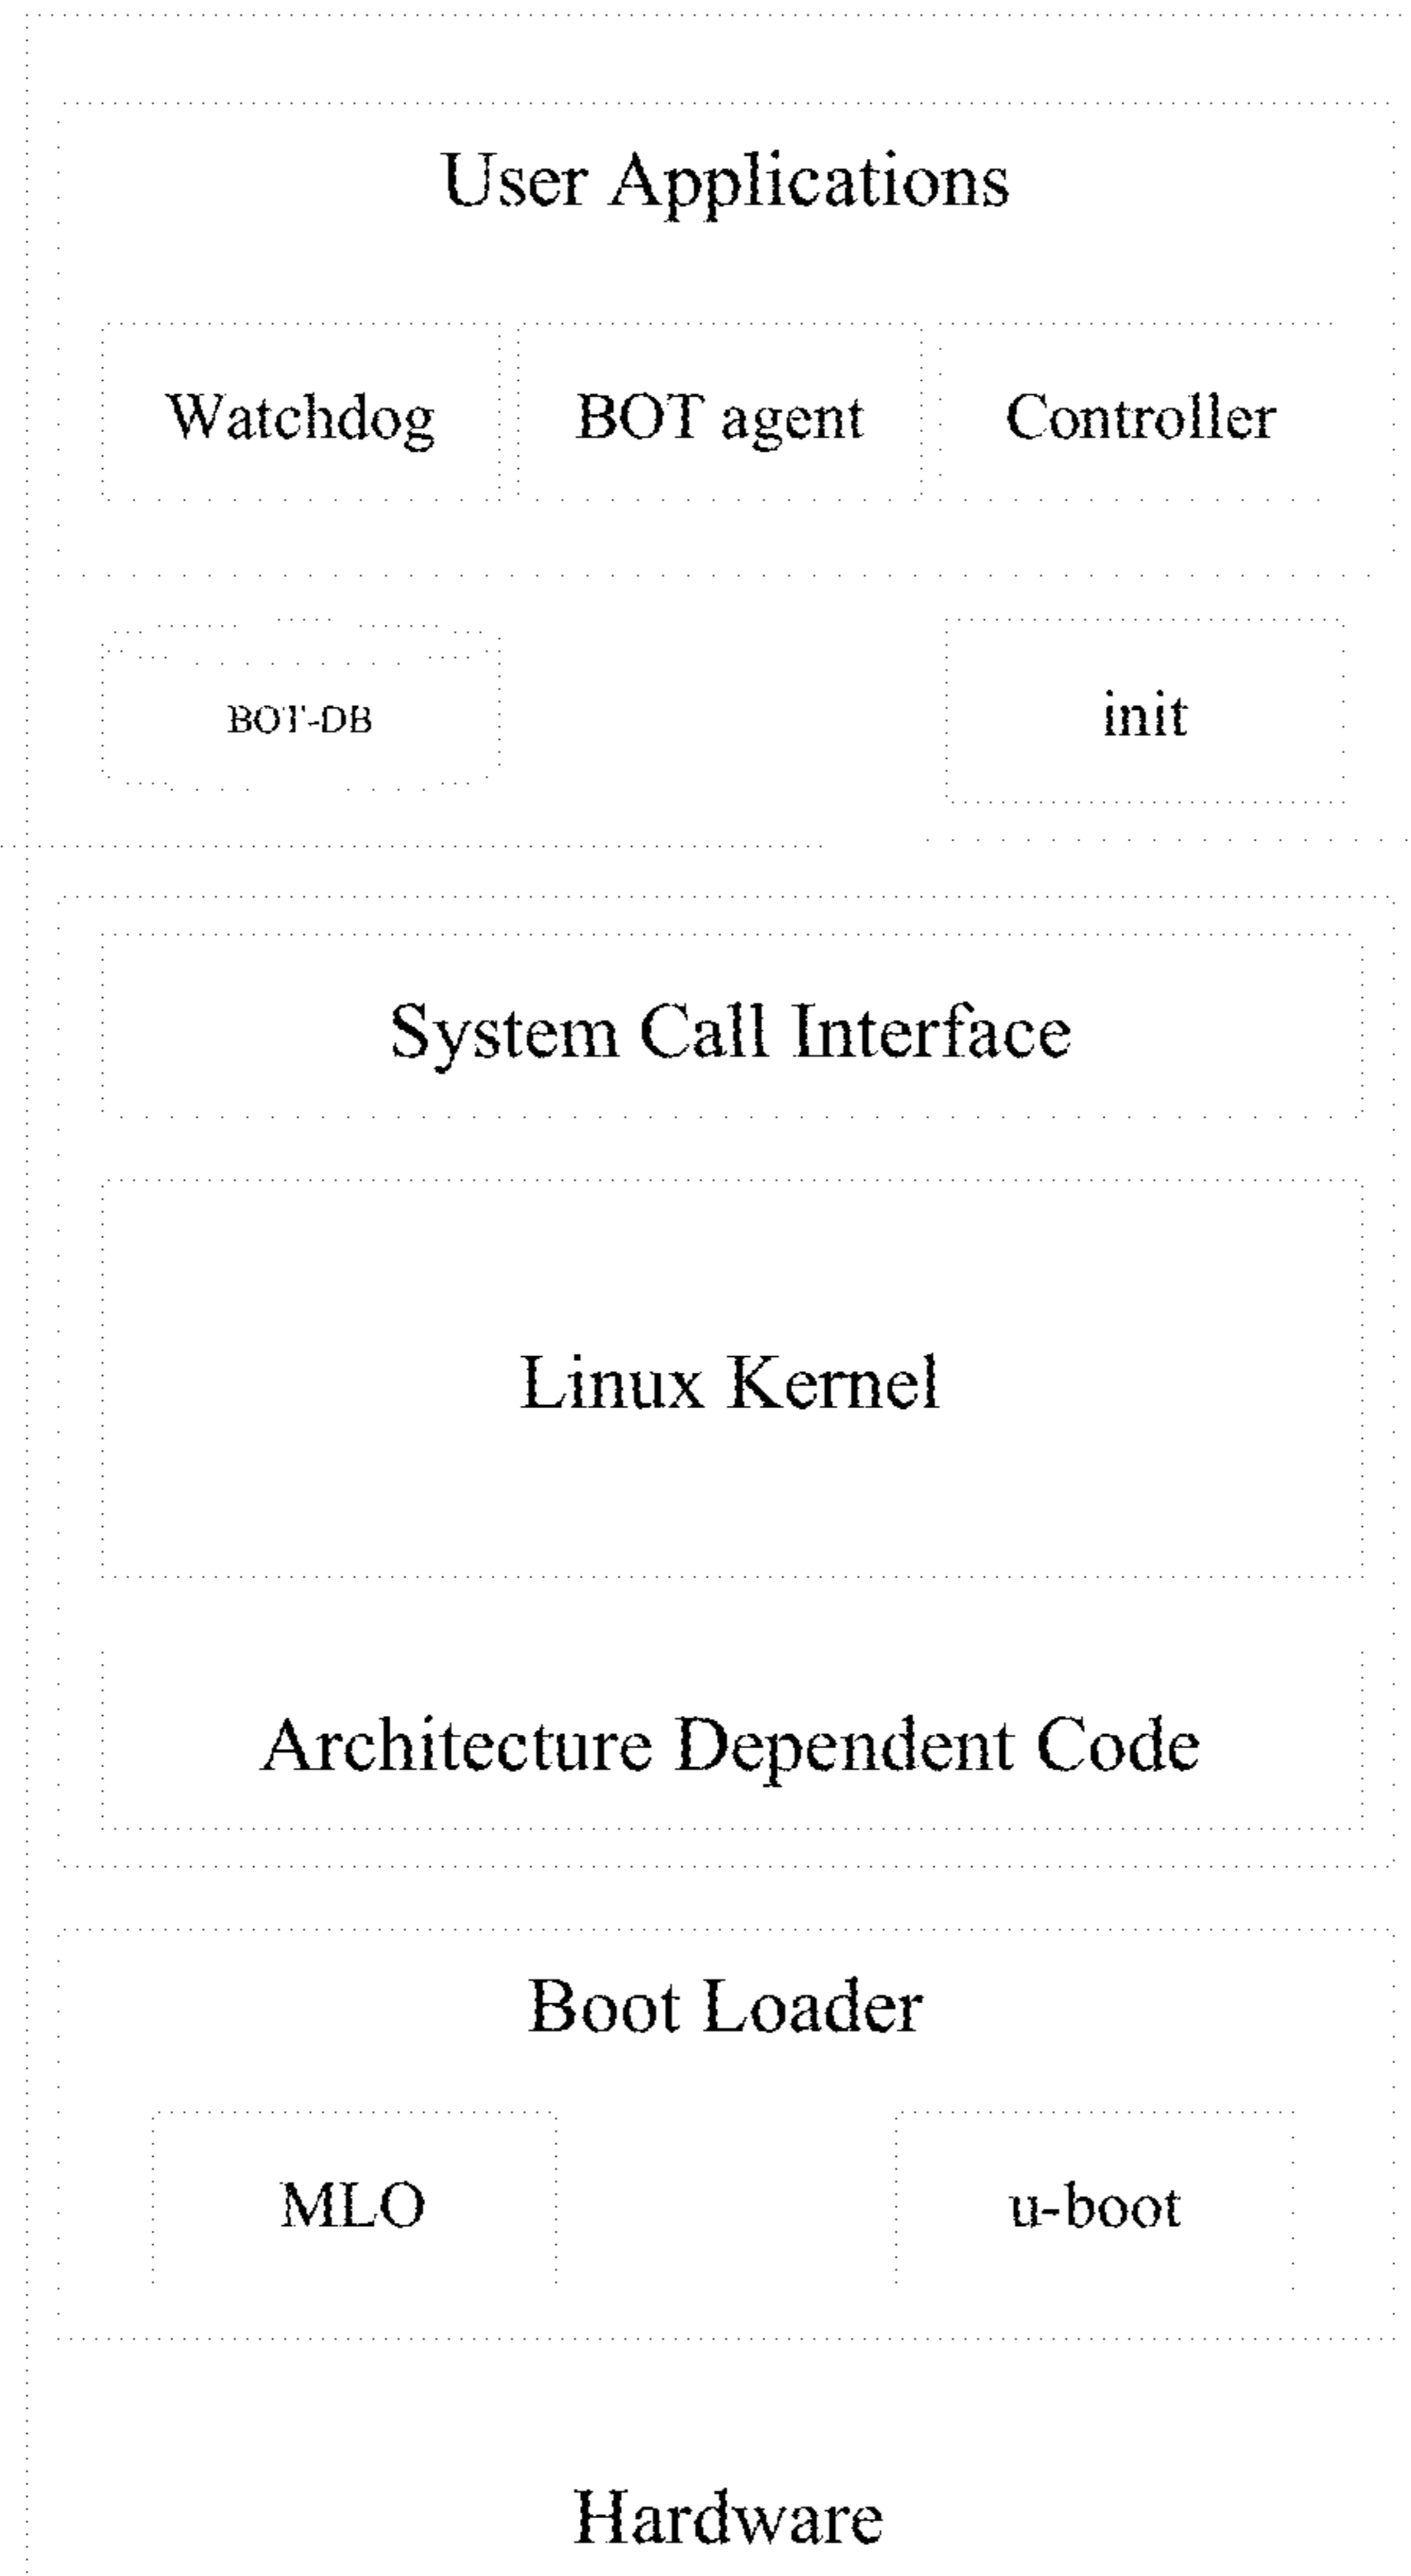 User Applications
Watchdog
BOT agent
Controller
BOT-DB
init
System Call Interface
Linux Kernel
Architecture Dependent Code
Boot Loader
MLO
u-boot
Hardware